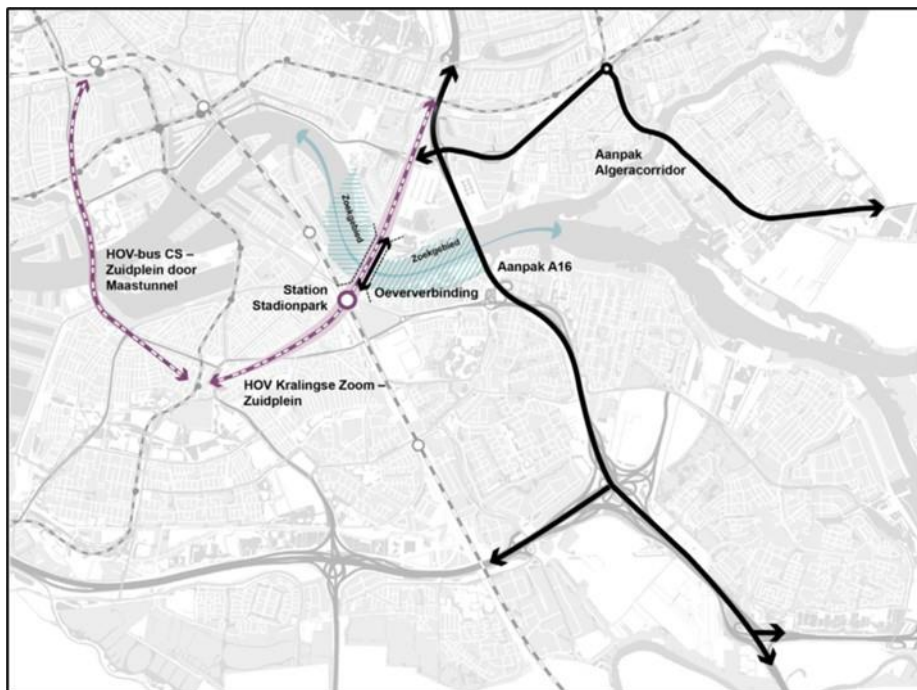 Aanpak
Algeracorridor
Zoekgebied
Zoekgebied
HOV-bus CS –
Zuidplein door
Maastunnel
Aanpak A16
Station
Stadionpark
Oeververbinding
HOV Kralingse Zoom –
Zuidplein